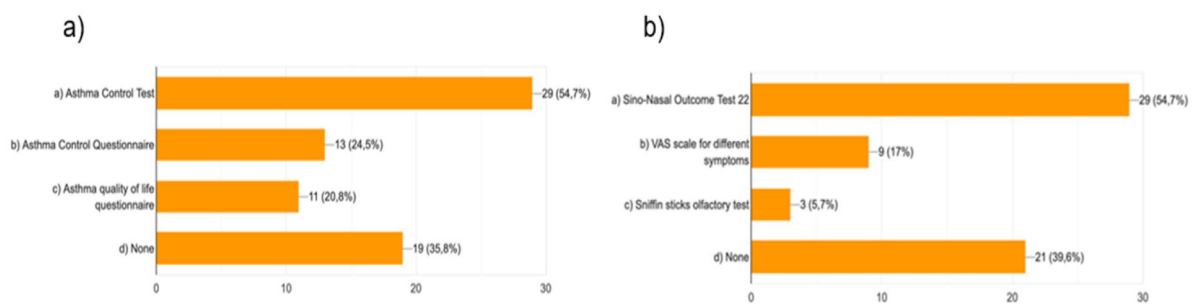 a)
a) Asthma Control Test
29 (54,7%)
b) Asthma Control Questionnaire
13 (24,5%)
c) Asthma quality of life
questionnaire
11 (20,8%)
d) None
19 (35,8%)
0
10
20
30
b)
a) Sino-Nasal Outcome Test 22
29 (54,7%)
b) VAS scale for different
symptoms
9 (17%)
c) Sniffin sticks olfactory test
3 (5,7%)
d) None
21 (39,6%)
0
10
20
30